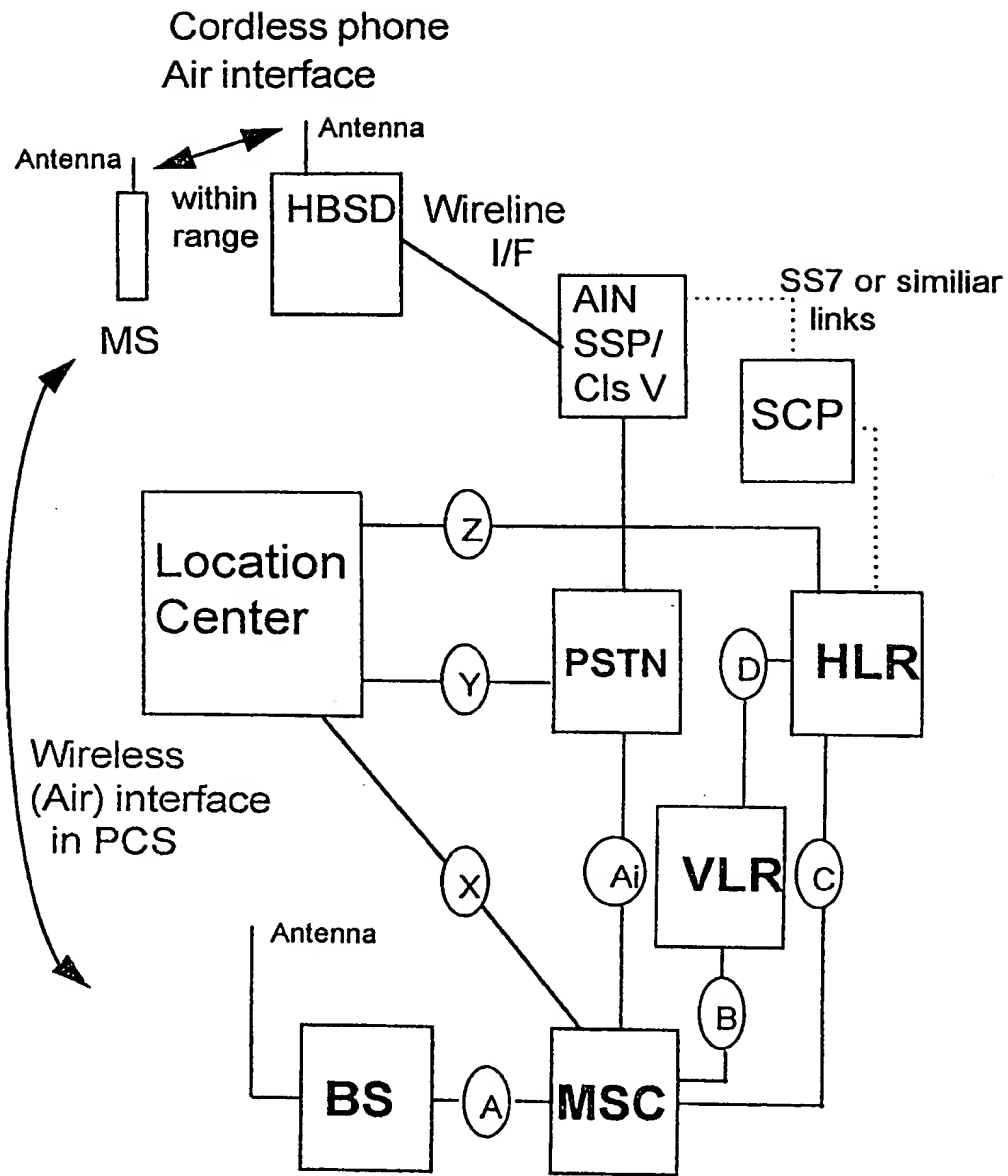 Cordless phone
Air interface
Antenna
Antenna
within
range
HBSD
Wireline
I/F
MS
AIN
SSP/
Cls V
SS7 or similiar
links
SCP
Z
Location
Center
PSTN
HLR
D
Y
Wireless
(Air) interface
in PCS
X
Ai
VLR
C
Antenna
B
BS
A
MSC